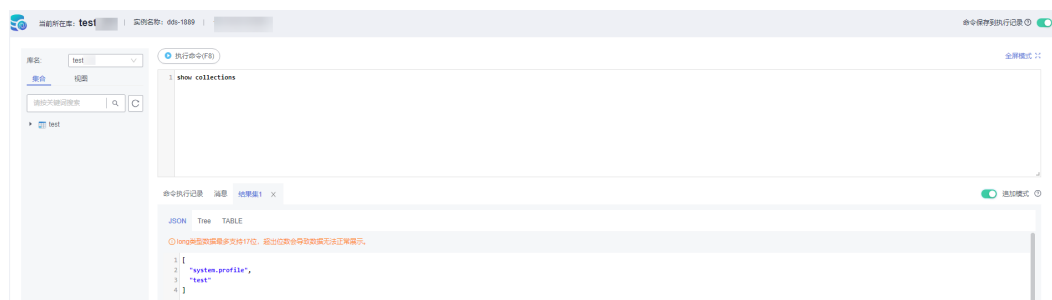 当前所在库: test | 实例名称: dds-1889 |
命令保存到执行记录
库名: test
执行命令(F8)
全屏模式
集合 视图
1 show collections
请按关键词搜索
test
命令执行记录 消息 结果集1 X
追加模式
JSON Tree TABLE
long类型数据最多支持17位，超出位数会导致数据无法正常展示。
1 [
2 "system.profile",
3 "test"
4 ]